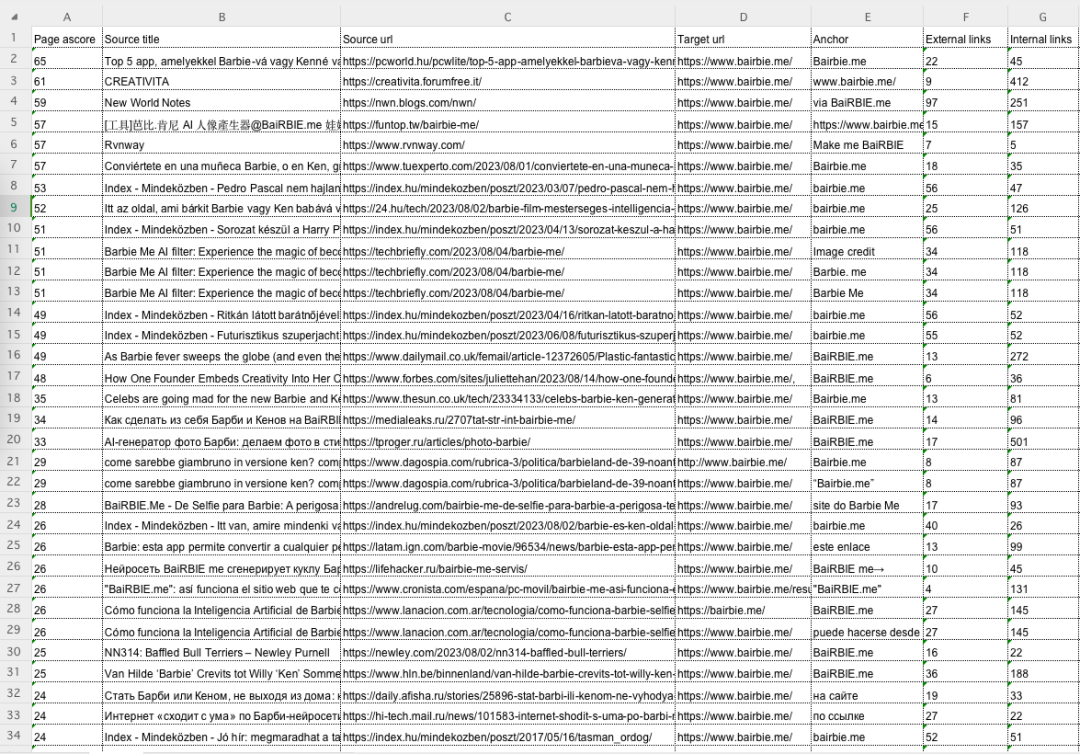 A B C D E F G
1 Page ascore Source title Source url Target url Anchor External links Internal links
2 65 Top 5 app, amelyekkel Barbie-vá vagy Kenné vá https://pcworld.hu/pcwlite/top-5-app-amelyekkel-barbieva-vagy-kenn https://www.bairbie.me/ Bairbie.me 22 45
3 61 CREATIVITA https://creativita.forumfree.it/ https://www.bairbie.me/ www.bairbie.me/ 9 412
4 59 New World Notes https://nwn.blogs.com/nwn/ https://www.bairbie.me/ via BaiRBIE.me 97 251
5 57 [工具]芭比.肯尼 AI 人像產生器@BaiRBIE.me 娃 https://funtop.tw/bairbie-me/ https://www.bairbie.me/ https://www.bairbie.me 15 157
6 57 Rvnway https://www.rvnway.com/ https://www.bairbie.me/ Make me BaiRBIE 7 5
7 57 Conviértete en una muñeca Barbie, o en Ken, g https://www.tuexperto.com/2023/08/01/conviertete-en-una-muneca- https://www.bairbie.me/ Bairbie.me 18 35
8 53 Index - Mindeközben - Pedro Pascal nem hajlan https://index.hu/mindekozben/poszt/2023/03/07/pedro-pascal-nem-h https://www.bairbie.me/ bairbie.me 56 47
9 52 Itt az oldal, ami bárkit Barbie vagy Ken babává v https://24.hu/tech/2023/08/02/barbie-film-mesterseges-intelligencia- https://www.bairbie.me/ bairbie.me 25 126
10 51 Index - Mindeközben - Sorozat készül a Harry P https://index.hu/mindekozben/poszt/2023/04/13/sorozat-keszul-a-ha https://www.bairbie.me/ bairbie.me 56 51
11 51 Barbie Me AI filter: Experience the magic of bec https://techbriefly.com/2023/08/04/barbie-me/ https://www.bairbie.me/ Image credit 34 118
12 51 Barbie Me AI filter: Experience the magic of bec https://techbriefly.com/2023/08/04/barbie-me/ https://www.bairbie.me/ Barbie. me 34 118
13 51 Barbie Me AI filter: Experience the magic of bec https://techbriefly.com/2023/08/04/barbie-me/ https://www.bairbie.me/ Barbie Me 34 118
14 49 Index - Mindeközben - Ritkán látott barátnőjével https://index.hu/mindekozben/poszt/2023/04/16/ritkan-latott-baratno https://www.bairbie.me/ bairbie.me 56 52
15 49 Index - Mindeközben - Futurisztikus szuperjacht https://index.hu/mindekozben/poszt/2023/06/08/futurisztikus-szuperj https://www.bairbie.me/ bairbie.me 55 52
16 49 As Barbie fever sweeps the globe (and even the https://www.dailymail.co.uk/femail/article-12372605/Plastic-fantastic https://www.bairbie.me/ BaiRBIE.me 13 272
17 48 How One Founder Embeds Creativity Into Her C https://www.forbes.com/sites/juliettehan/2023/08/14/how-one-found https://www.bairbie.me/, BaiRBIE.me 6 36
18 35 Celebs are going mad for the new Barbie and Ke https://www.thesun.co.uk/tech/23334133/celebs-barbie-ken-generat https://www.bairbie.me/ Bairbie.me 13 81
19 34 Как сделать из себя Барби и Кенов на BaiRBI https://medialeaks.ru/2707tat-str-int-bairbie-me/ https://www.bairbie.me/ BaiRBIE.me 14 96
20 33 AI-генератор фото Барби: делаем фото в сти https://tproger.ru/articles/photo-barbie/ https://www.bairbie.me/ BaiRBIE.me 17 501
21 29 come sarebbe giambruno in versione ken? com https://www.dagospia.com/rubrica-3/politica/barbieland-de-39-noant http://www.bairbie.me/ Bairbie.me 8 87
22 29 come sarebbe giambruno in versione ken? com https://www.dagospia.com/rubrica-3/politica/barbieland-de-39-noant https://www.bairbie.me/ “Bairbie.me” 8 87
23 28 BaiRBIE.Me - De Selfie para Barbie: A perigosa https://andrelug.com/bairbie-me-de-selfie-para-barbie-a-perigosa-te https://www.bairbie.me/ site do Barbie Me 17 93
24 26 Index - Mindeközben - Itt van, amire mindenki v https://index.hu/mindekozben/poszt/2023/08/02/barbie-es-ken-oldal https://www.bairbie.me/ bairbie.me 40 26
25 26 Barbie: esta app permite convertir a cualquier p https://latam.ign.com/barbie-movie/96534/news/barbie-esta-app-per https://www.bairbie.me/ este enlace 13 99
26 26 Нейросеть BaiRBIE me сгенерирует куклу Бар https://lifehacker.ru/bairbie-me-servis/ https://www.bairbie.me/ BaiRBIE me→ 10 45
27 26 "BaiRBIE.me": así funciona el sitio web que te c https://www.cronista.com/espana/pc-movil/bairbie-me-asi-funciona-e https://www.bairbie.me/resu "BaiRBIE.me" 4 131
28 26 Cómo funciona la Inteligencia Artificial de Barbie https://www.lanacion.com.ar/tecnologia/como-funciona-barbie-selfie https://bairbie.me/ BaiRBIE.me 27 145
29 26 Cómo funciona la Inteligencia Artificial de Barbie https://www.lanacion.com.ar/tecnologia/como-funciona-barbie-selfie https://www.bairbie.me/ puede hacerse desde 27 145
30 25 NN314: Baffled Bull Terriers – Newley Purnell https://newley.com/2023/08/02/nn314-baffled-bull-terriers/ https://www.bairbie.me/ BaiRBIE.me 16 22
31 25 Van Hilde ‘Barbie’ Crevits tot Willy ‘Ken’ Somme https://www.hln.be/binnenland/van-hilde-barbie-crevits-tot-willy-ken- https://www.bairbie.me/ BaiRBIE.me 36 188
32 24 Стать Барби или Кеном, не выходя из дома: https://daily.afisha.ru/stories/25896-stat-barbi-ili-kenom-ne-vyhodya https://www.bairbie.me/ на сайте 19 33
33 24 Интернет «сходит с ума» по Барби-нейросети https://hi-tech.mail.ru/news/101583-internet-shodit-s-uma-po-barbi-r https://www.bairbie.me/ по ссылке 27 22
34 24 Index - Mindeközben - Jó hír: megmaradhat a ta https://index.hu/mindekozben/poszt/2017/05/16/tasman_ordog/ https://www.bairbie.me/ bairbie.me 52 51